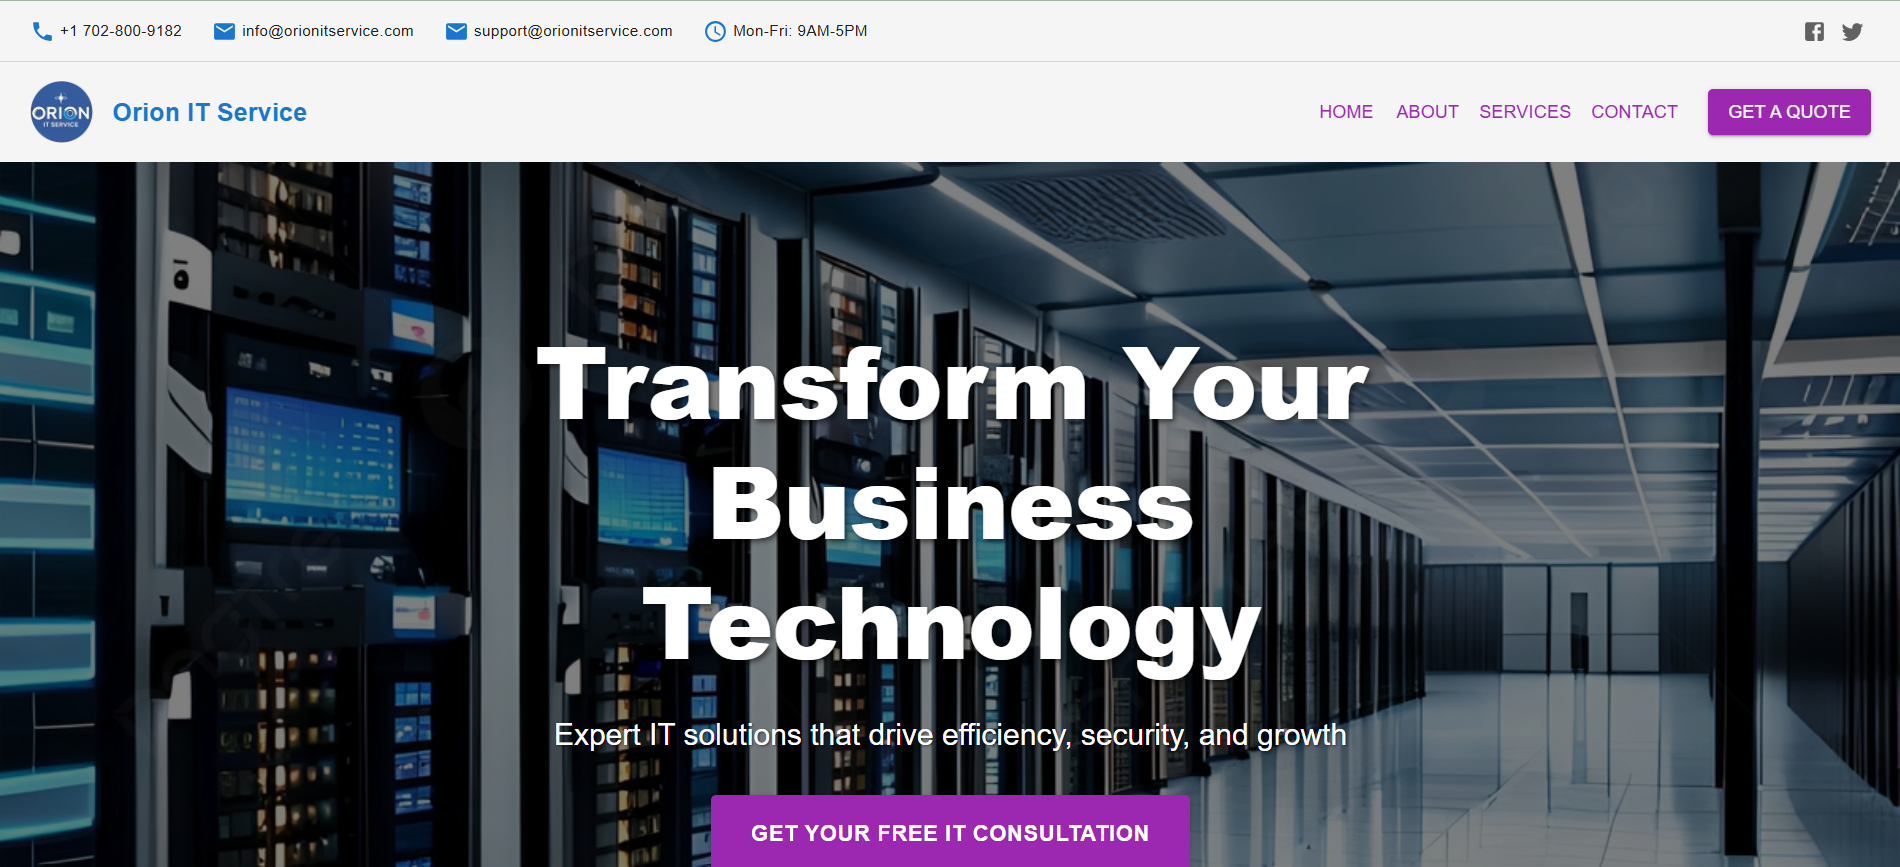 +1 702-800-9182 info@orionitservice.com support@orionitservice.com Mon-Fri: 9AM-5PM
ORION
IT SERVICE
Orion IT Service
HOME ABOUT SERVICES CONTACT GET A QUOTE
Transform Your
Business
Technology
Expert IT solutions that drive efficiency, security, and growth
GET YOUR FREE IT CONSULTATION